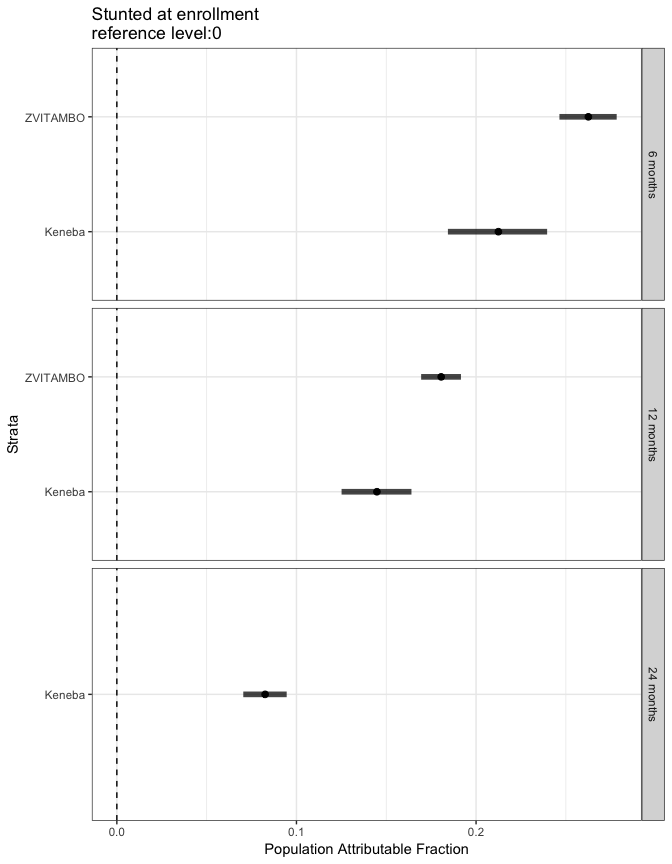 Stunted at enrollment
reference level:0
ZVITAMBO
Keneba
6 months
ZVITAMBO
Keneba
12 months
Strata
Keneba
24 months
0.0
0.1
0.2
Population Attributable Fraction